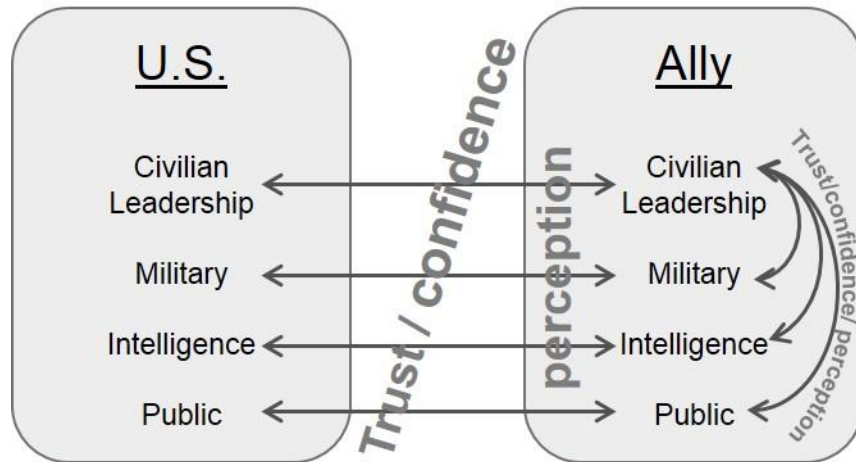 U.S.
Civilian
Leadership
Military
Intelligence
Public
Trust / confidence
perception
Ally
Civilian
Leadership
Military
Intelligence
Public
Trust/confidence/ perception